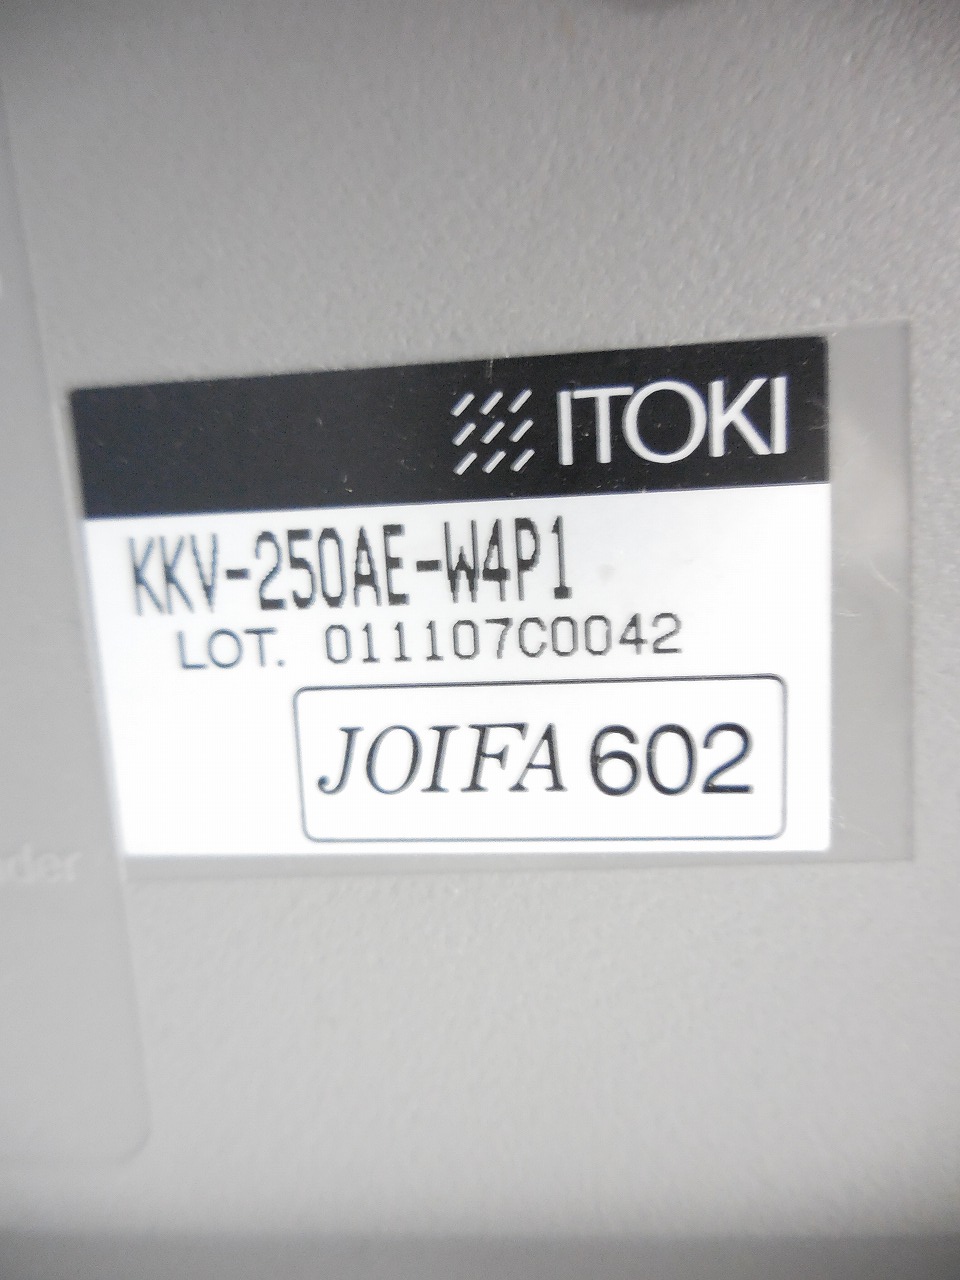 ITOKI
KKV-250AE-W4P1
LOT. 011107C0042
JOIFA 602